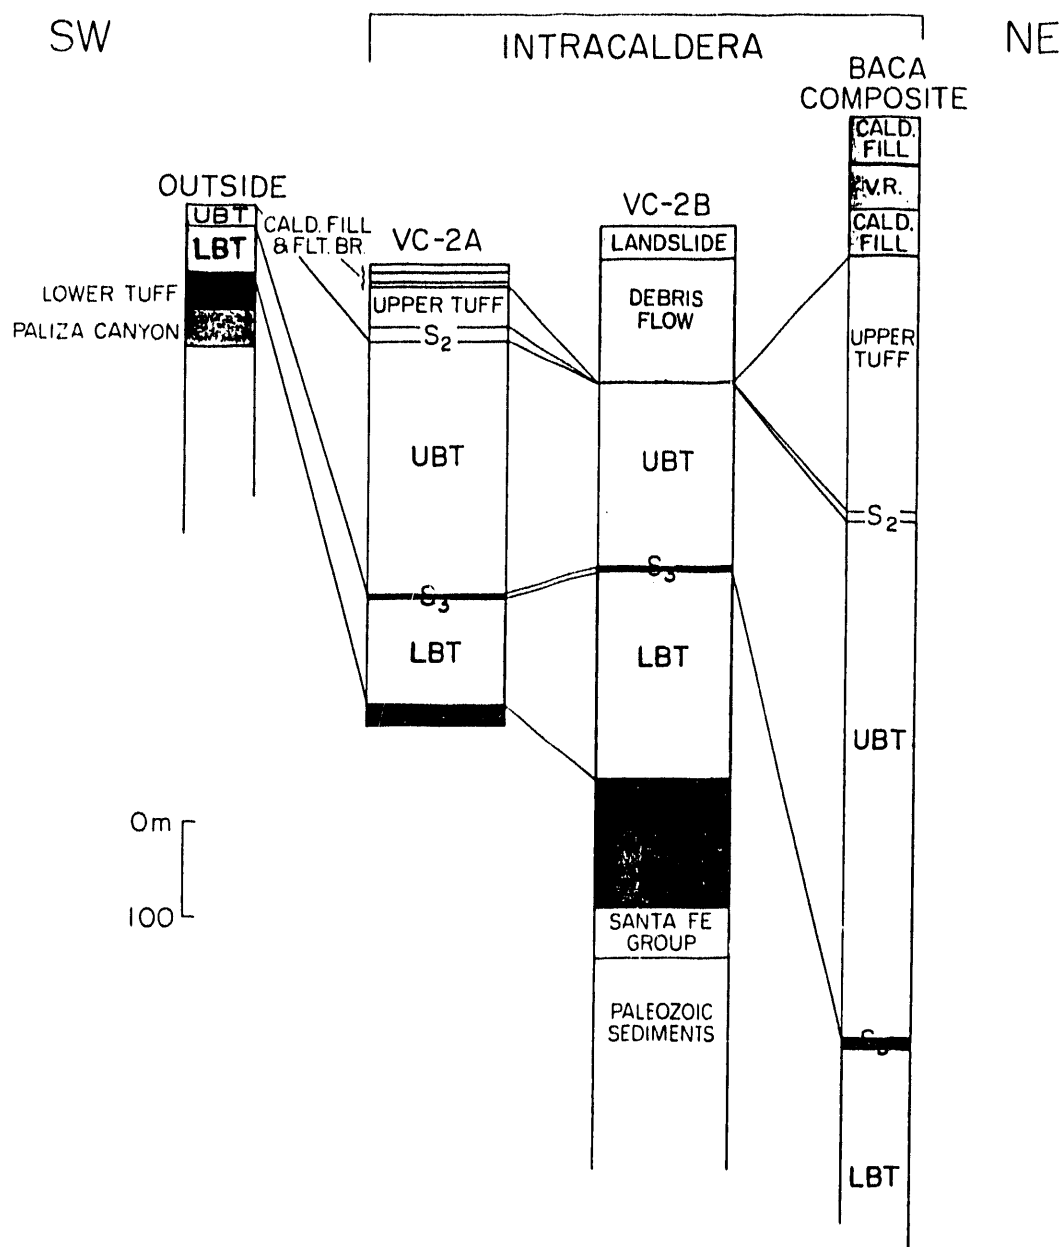 SW
NE
INTRACALDERA
BACA
COMPOSITE
CALD.
FILL
V.R.
CALD.
FILL
UPPER
TUFF
S2
UBT
LBT
OUTSIDE
UBT
LBT
LOWER TUFF
PALIZA CANYON
CALD. FILL
& FLT. BR.
VC-2A
UPPER TUFF
S2
UBT
S3
LBT
VC-2B
LANDSLIDE
DEBRIS
FLOW
UBT
S3
LBT
SANTA FE
GROUP
PALEOZOIC
SEDIMENTS
0m
100